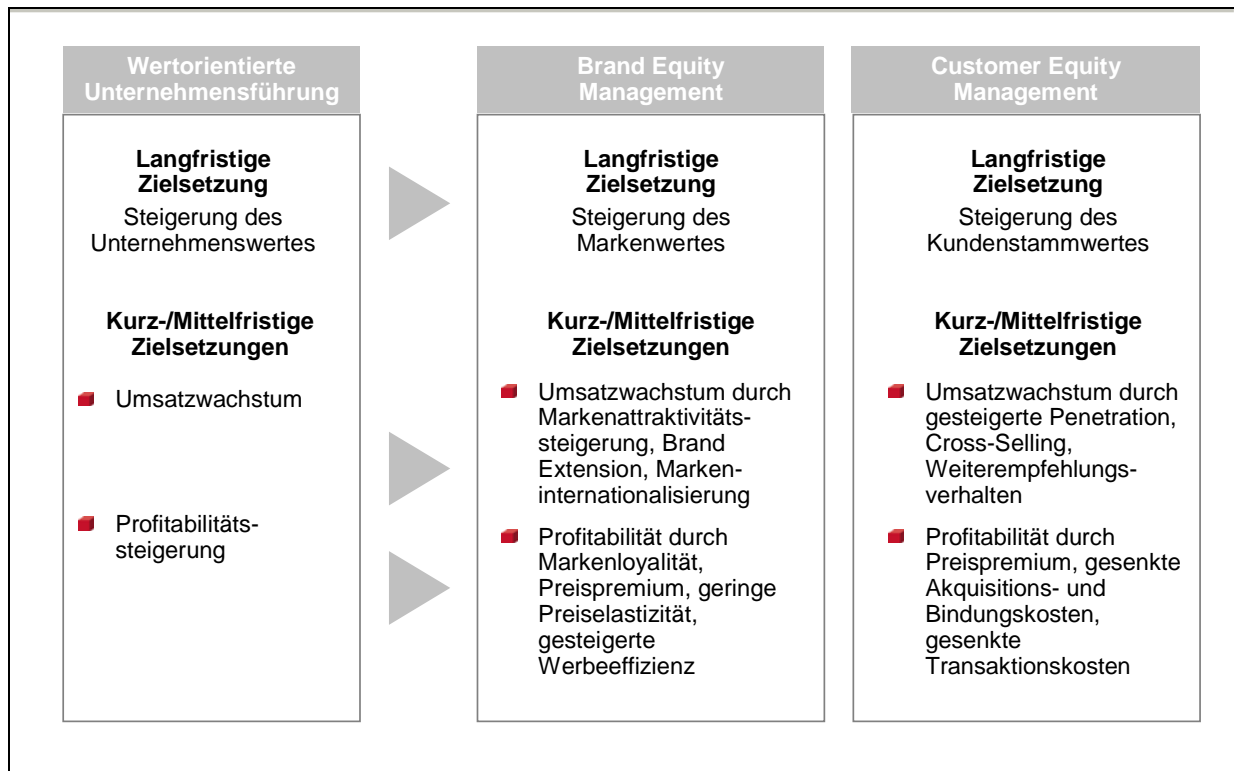 Wertorientierte
Unternehmensführung
Langfristige
Zielsetzung
Steigerung des
Unternehmenswertes
Kurz-/Mittelfristige
Zielsetzungen
Umsatzwachstum
Profitabilitäts-
steigerung
Brand Equity
Management
Langfristige
Zielsetzung
Steigerung des
Markenwertes
Kurz-/Mittelfristige
Zielsetzungen
Umsatzwachstum durch
Markenattraktivitäts-
steigerung, Brand
Extension, Marken-
internationalisierung
Profitabilität durch
Markenloyalität,
Preispremium, geringe
Preiselastizität,
gesteigerte
Werbeeffizienz
Customer Equity
Management
Langfristige
Zielsetzung
Steigerung des
Kundenstammwertes
Kurz-/Mittelfristige
Zielsetzungen
Umsatzwachstum durch
gesteigerte Penetration,
Cross-Selling,
Weiterempfehlungs-
verhalten
Profitabilität durch
Preispremium, gesenkte
Akquisitions- und
Bindungskosten,
gesenkte
Transaktionskosten